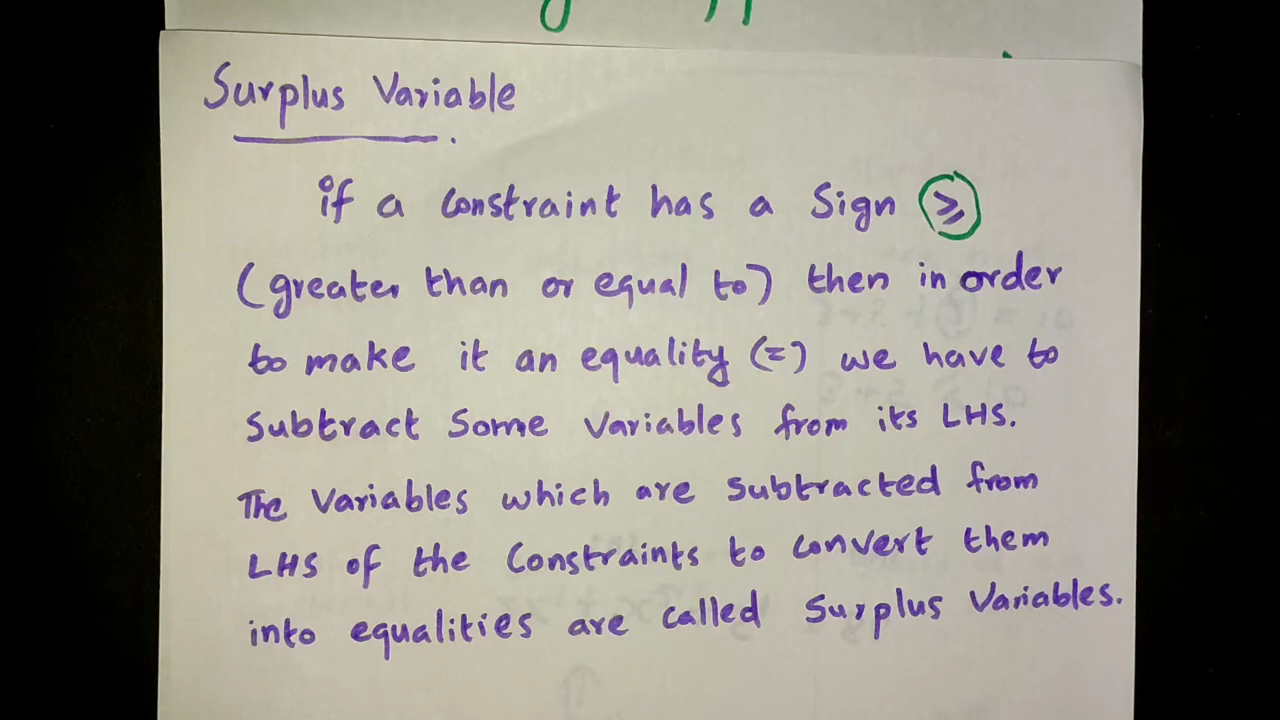 Surplus Variable
if a constraint has a Sign ≥
(greater than or equal to) then in order
to make it an equality (=) we have to
Subtract Some Variables from its LHS.
The Variables which are Subtracted from
LHS of the Constraints to convert them
into equalities are called Surplus Variables.